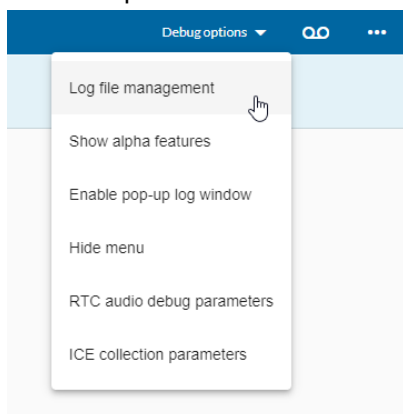 Debug options
Log file management
Show alpha features
Enable pop-up log window
Hide menu
RTC audio debug parameters
ICE collection parameters